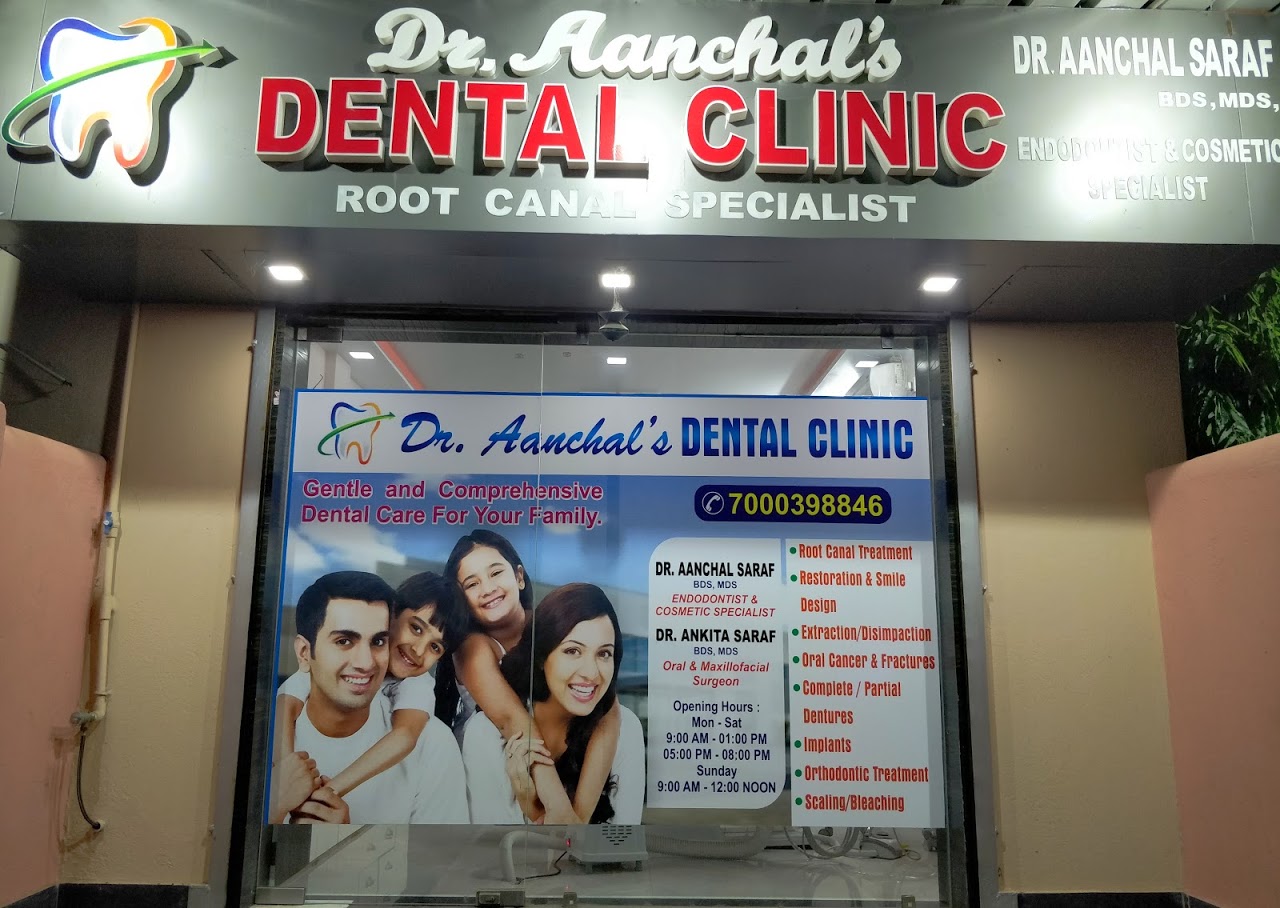 Dr. Aanchal's
DENTAL CLINIC
ROOT CANAL SPECIALIST
DR. AANCHAL SARAF
BDS, MDS,
ENDODONTIST & COSMETIC
SPECIALIST
Dr. Aanchal's DENTAL CLINIC
Gentle and Comprehensive
Dental Care For Your Family.
7000398846
DR. AANCHAL SARAF
BDS, MDS
ENDODONTIST &
COSMETIC SPECIALIST
DR. ANKITA SARAF
BDS, MDS
Oral & Maxillofacial
Surgeon
Opening Hours :
Mon - Sat
9:00 AM - 01:00 PM
05:00 PM - 08:00 PM
Sunday
9:00 AM - 12:00 NOON
• Root Canal Treatment
• Restoration & Smile
Design
• Extraction/Disimpaction
• Oral Cancer & Fractures
• Complete / Partial
Dentures
• Implants
• Orthodontic Treatment
• Scaling/Bleaching